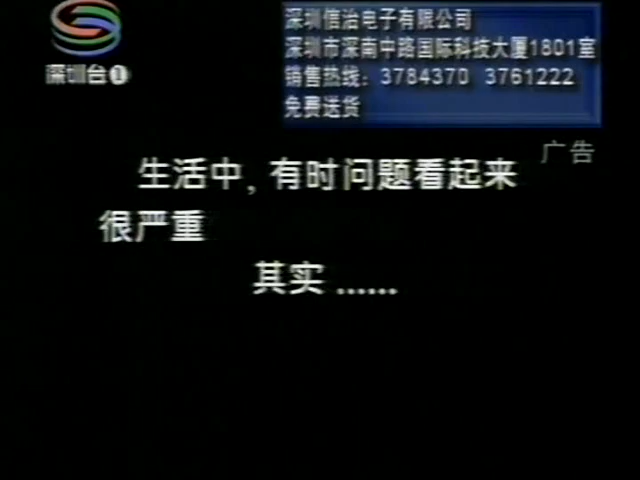 深圳台1
深圳信治电子有限公司
深圳市深南中路国际科技大厦1801室
销售热线：3784370 3761222
免费送货
广告
生活中，有时问题看起来
很严重
其实......